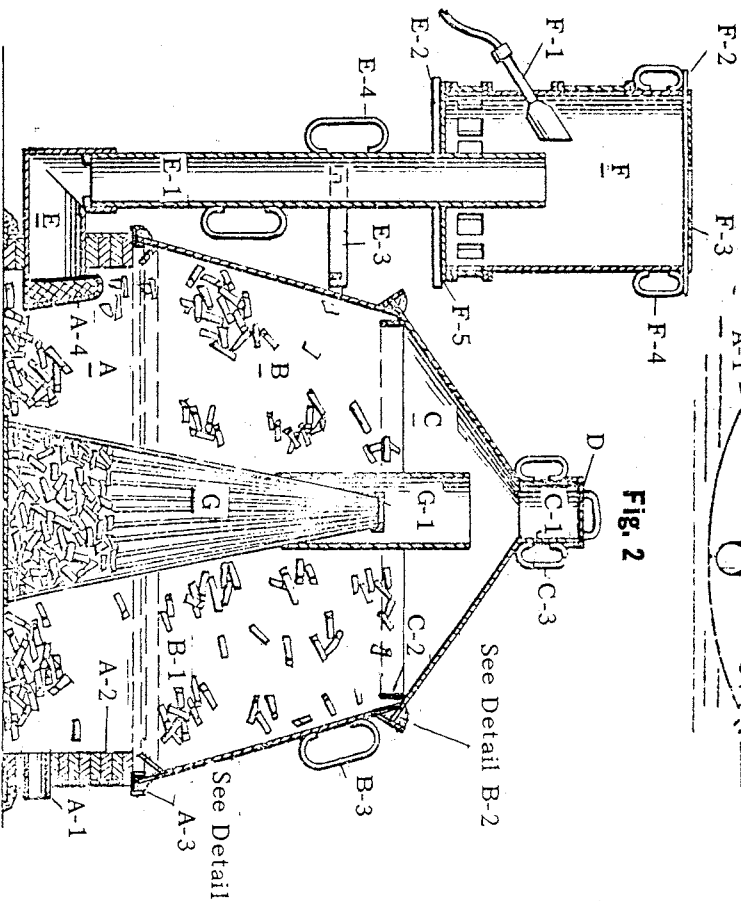 F-2
F-1
E-2
E-4
F
F-3
F-4
F-5
E-1
E-3
E
A-4
A
B
C
D
C-1
C-3
Fig. 2
G
G-1
C-2
B-1
A-2
See Detail B-2
B-3
See Detail
A-3
A-1